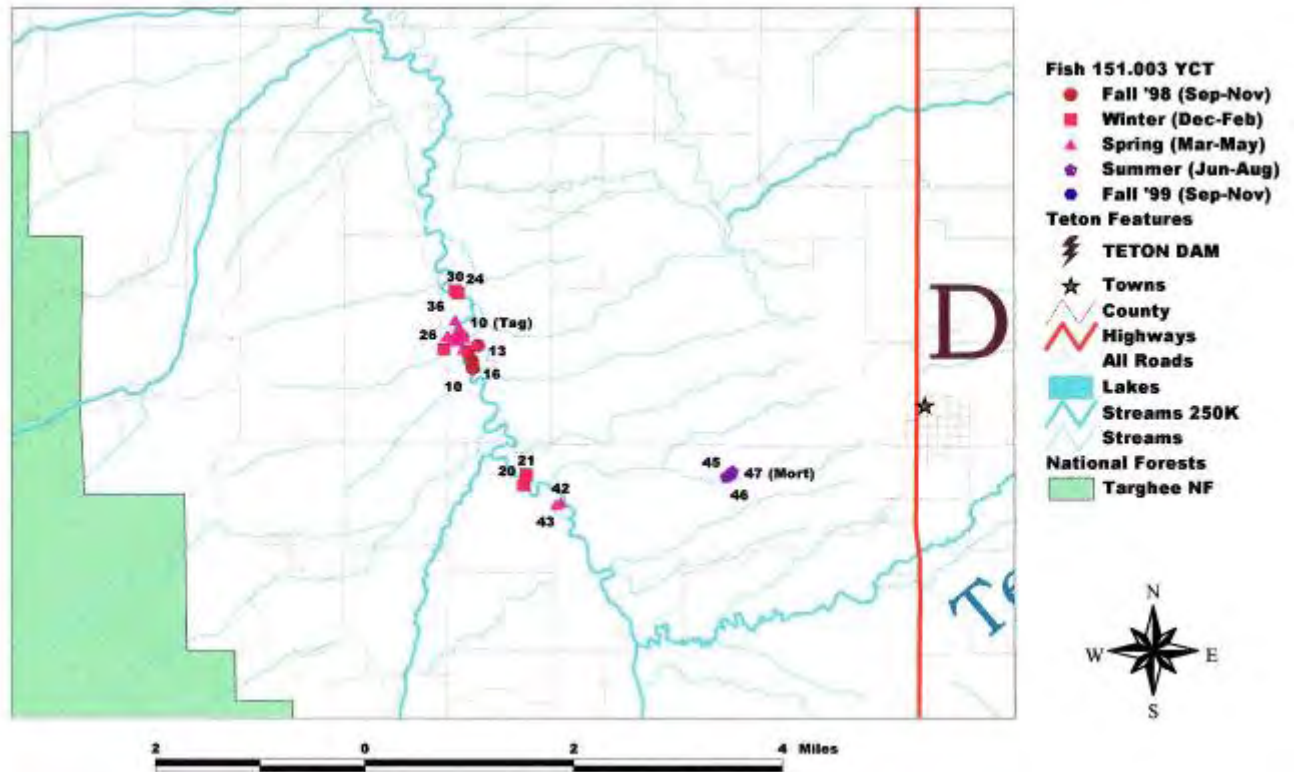 30 24
36
10 (Tag)
26
13
10
16
21
20
42
43
45
47 (Mort)
46
D
Te
Fish 151.003 YCT
Fall '98 (Sep-Nov)
Winter (Dec-Feb)
Spring (Mar-May)
Summer (Jun-Aug)
Fall '99 (Sep-Nov)
Teton Features
TETON DAM
Towns
County
Highways
All Roads
Lakes
Streams 250K
Streams
National Forests
Targhee NF
N
W E
S
2 0 2 4 Miles